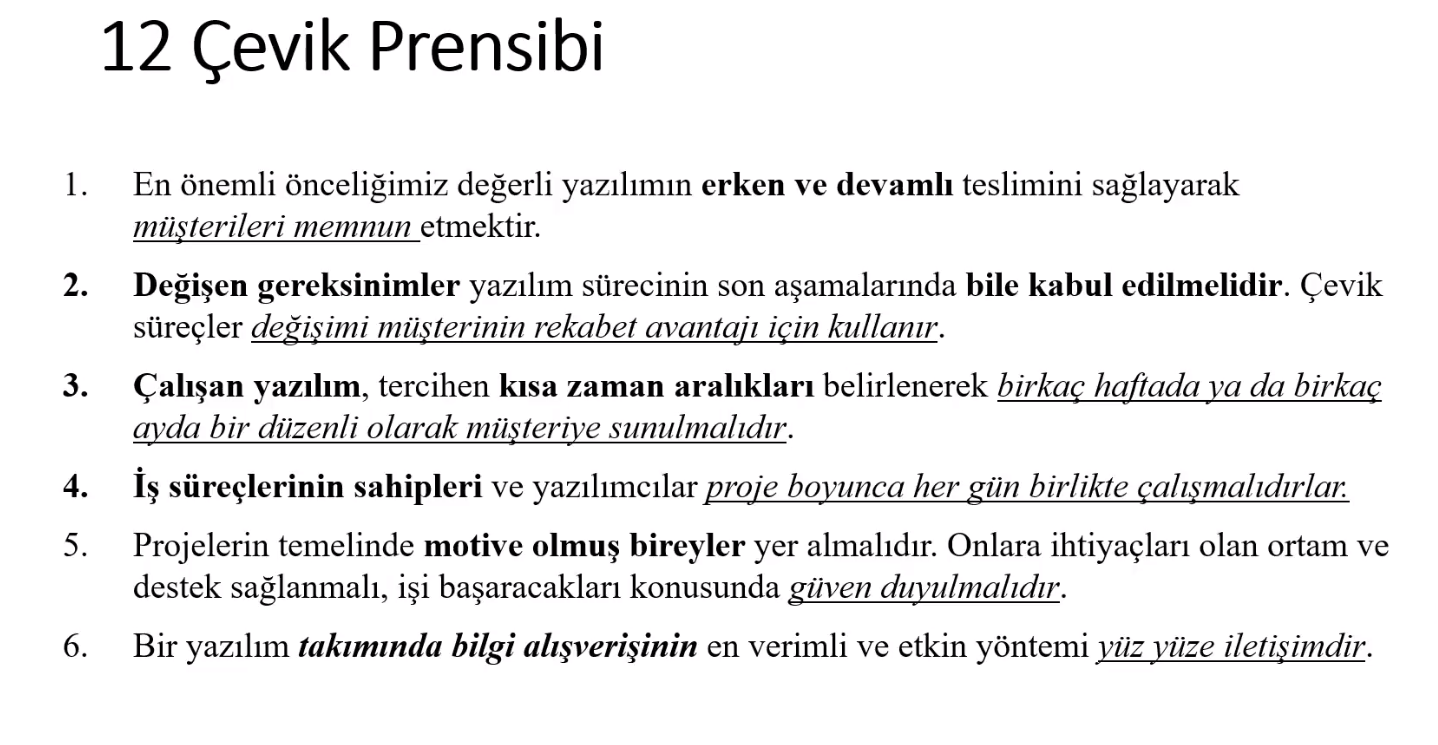 12 Çevik Prensibi
1. En önemli önceliğimiz değerli yazılımın erken ve devamlı teslimini sağlayarak
müşterileri memnun etmektir.
2. Değişen gereksinimler yazılım sürecinin son aşamalarında bile kabul edilmelidir. Çevik
süreçler değişimi müşterinin rekabet avantajı için kullanır.
3. Çalışan yazılım, tercihen kısa zaman aralıkları belirlenerek birkaç haftada ya da birkaç
ayda bir düzenli olarak müşteriye sunulmalıdır.
4. İş süreçlerinin sahipleri ve yazılımcılar proje boyunca her gün birlikte çalışmalıdırlar.
5. Projelerin temelinde motive olmuş bireyler yer almalıdır. Onlara ihtiyaçları olan ortam ve
destek sağlanmalı, işi başaracakları konusunda güven duyulmalıdır.
6. Bir yazılım takımında bilgi alışverişinin en verimli ve etkin yöntemi yüz yüze iletişimdir.